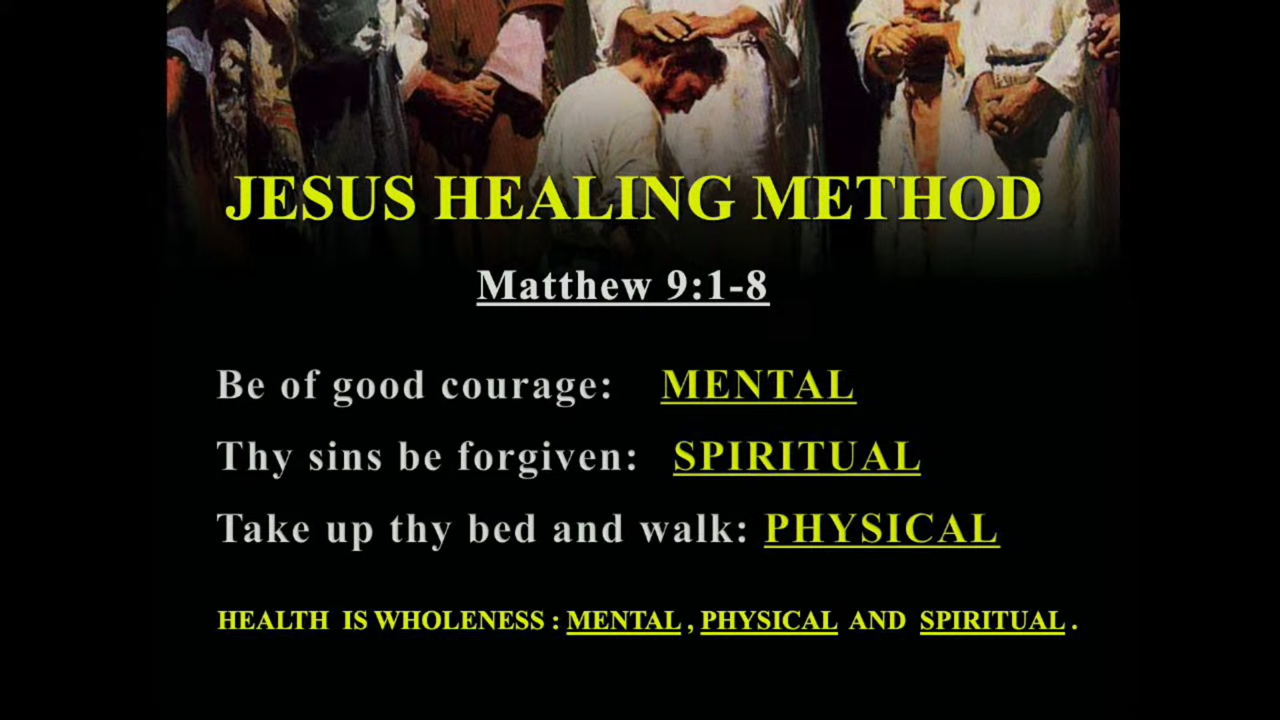 JESUS HEALING METHOD
Matthew 9:1-8
Be of good courage: MENTAL
Thy sins be forgiven: SPIRITUAL
Take up thy bed and walk: PHYSICAL
HEALTH IS WHOLENESS : MENTAL , PHYSICAL AND SPIRITUAL .